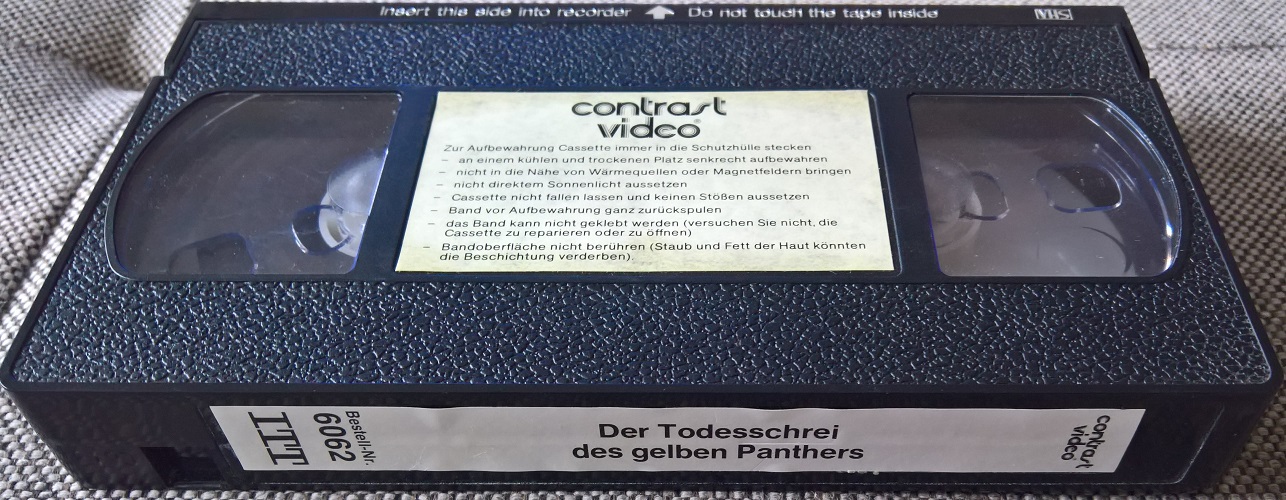 Insert this side into recorder Do not touch the tape inside VHS
contrast
video®
Zur Aufbewahrung Cassette immer in die Schutzhülle stecken
– an einem kühlen und trockenen Platz senkrecht aufbewahren
– nicht in die Nähe von Wärmequellen oder Magnetfeldern bringen
– nicht direktem Sonnenlicht aussetzen
– Cassette nicht fallen lassen und keinen Stößen aussetzen
– Band vor Aufbewahrung ganz zurückspulen
– das Band kann nicht geklebt werden (versuchen Sie nicht, die
Cassette zu reparieren oder zu öffnen)
– Bandoberfläche nicht berühren (Staub und Fett der Haut könnten
die Beschichtung verderben).
ITT
Bestell-Nr.
6062
Der Todesschrei
des gelben Panthers
contrast
video